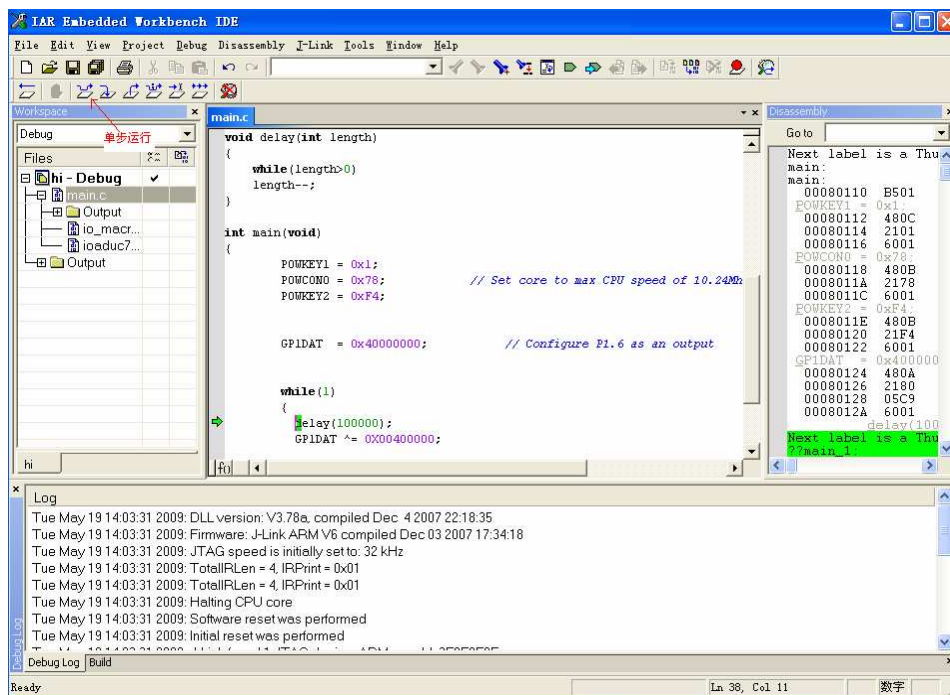 IAR Embedded Workbench IDE
File Edit View Project Debug Disassembly J-Link Tools Window Help
Workspace
Debug
单步运行
Files
hi - Debug
main.c
Output
io_macr...
ioaduc7...
Output
hi
main.c
void delay(int length)
{
while(length>0)
length--;
}
int main(void)
{
POWKEY1 = 0x1;
POWCON0 = 0x78; // Set core to max CPU speed of 10.24Mh
POWKEY2 = 0xF4;
GP1DAT = 0x40000000; // Configure P1.6 as an output
while(1)
{
delay(100000);
GP1DAT ^= 0X00400000;
f()
Disassembly
Go to
Next label is a Thu
main:
main:
00080110 B501
POWKEY1 = 0x1;
00080112 480C
00080114 2101
00080116 6001
POWCON0 = 0x78;
00080118 480B
0008011A 2178
0008011C 6001
POWKEY2 = 0xF4;
0008011E 480B
00080120 21F4
00080122 6001
GP1DAT = 0x400000
00080124 480A
00080126 2180
00080128 05C9
0008012A 6001
delay(100
Next label is a Thu
??main_1:
Log
Tue May 19 14:03:31 2009: DLL version: V3.78a, compiled Dec 4 2007 22:18:35
Tue May 19 14:03:31 2009: Firmware: J-Link ARM V6 compiled Dec 03 2007 17:34:18
Tue May 19 14:03:31 2009: JTAG speed is initially set to: 32 kHz
Tue May 19 14:03:31 2009: TotalIRLen = 4, IRPrint = 0x01
Tue May 19 14:03:31 2009: TotalIRLen = 4, IRPrint = 0x01
Tue May 19 14:03:31 2009: Halting CPU core
Tue May 19 14:03:31 2009: Software reset was performed
Tue May 19 14:03:31 2009: Initial reset was performed
Debug Log
Debug Log Build
Ready
Ln 38, Col 11
数字